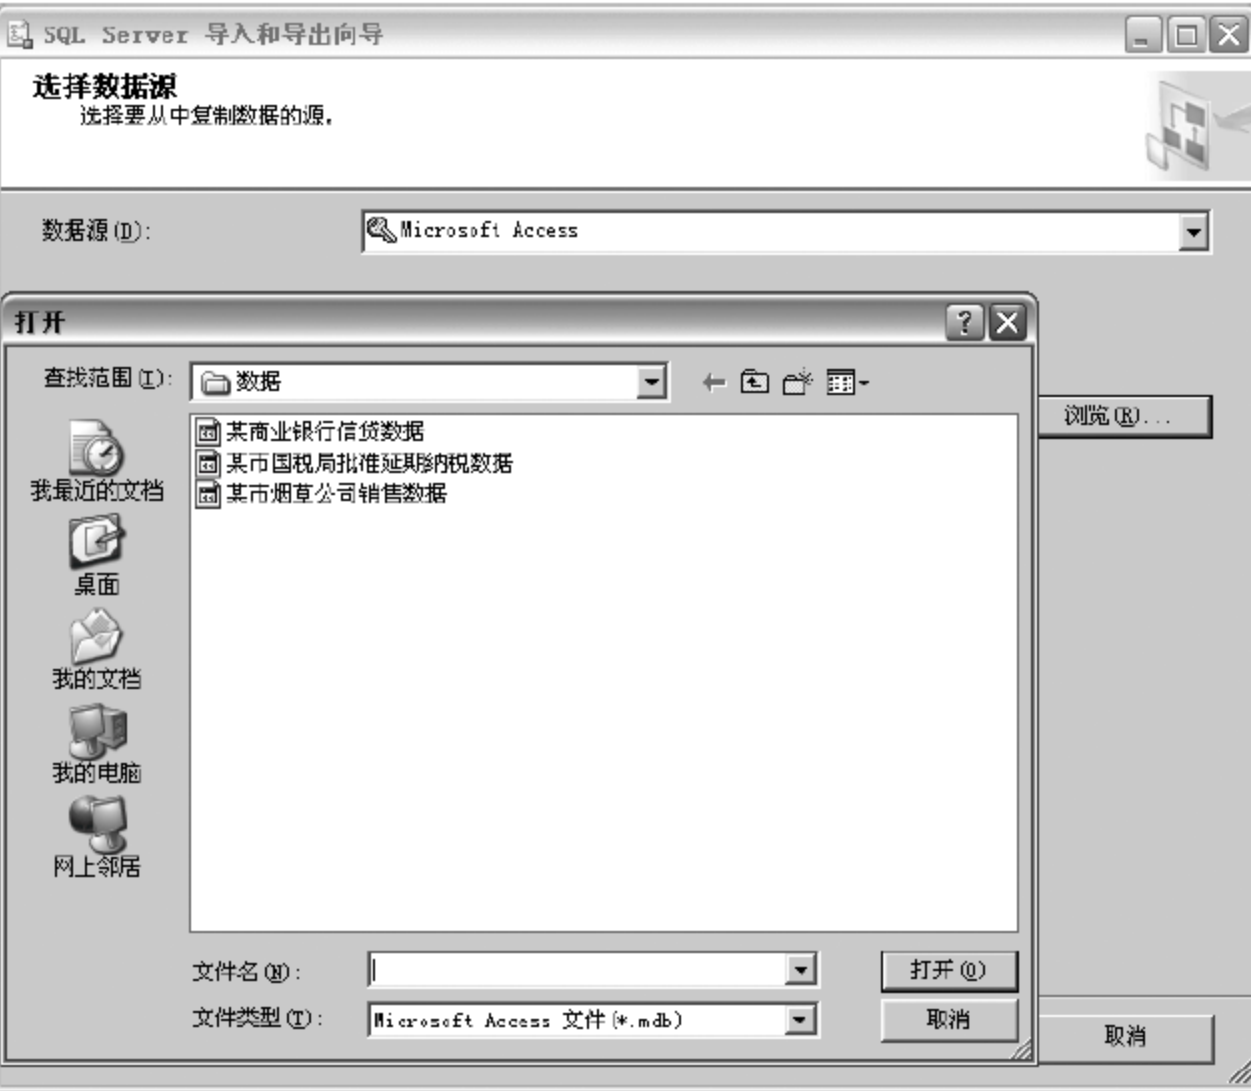 SQL Server 导入和导出向导
选择数据源
选择要从中复制数据的源。
数据源(D):
Microsoft Access
打开
查找范围(I):
数据
浏览(R)...
某商业银行信贷数据
某市国税局批准延期纳税数据
某市烟草公司销售数据
我最近的文档
桌面
我的文档
我的电脑
网上邻居
文件名(N):
打开(O)
文件类型(T):
Microsoft Access 文件(*.mdb)
取消
取消